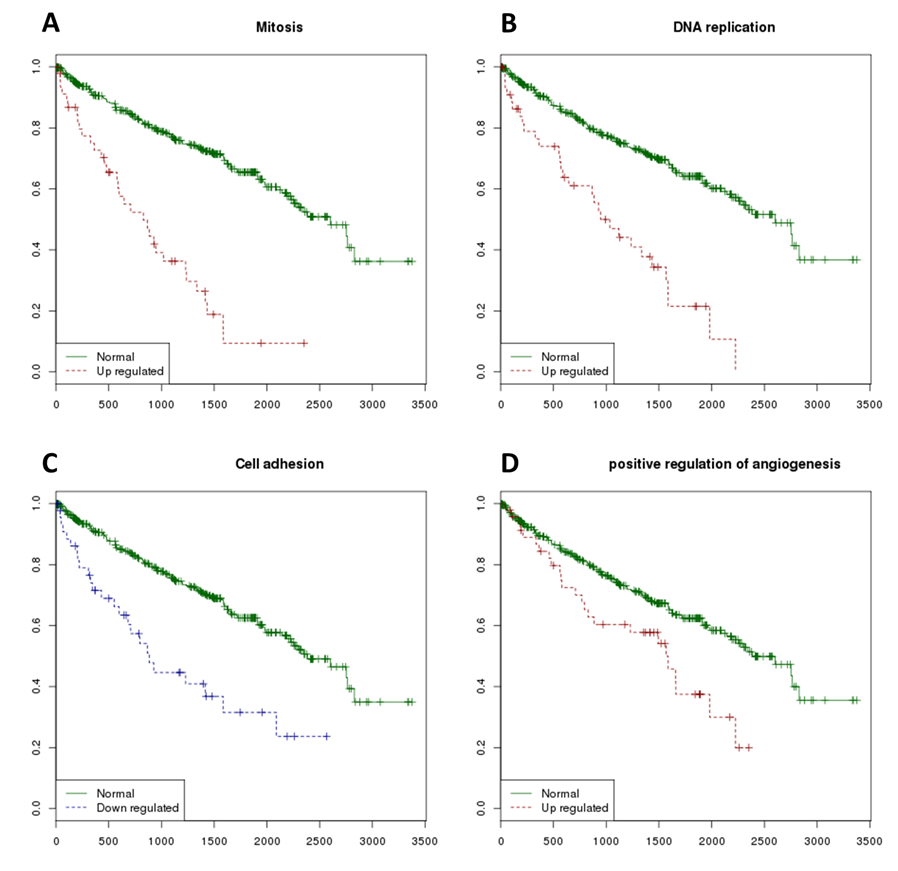 A
Mitosis
1.0
0.8
0.6
0.4
0.2
0.0
Normal
Up regulated
0 500 1000 1500 2000 2500 3000 3500
B
DNA replication
1.0
0.8
0.6
0.4
0.2
0.0
Normal
Up regulated
0 500 1000 1500 2000 2500 3000 3500
C
Cell adhesion
1.0
0.8
0.6
0.4
0.2
0.0
Normal
Down regulated
0 500 1000 1500 2000 2500 3000 3500
D
positive regulation of angiogenesis
1.0
0.8
0.6
0.4
0.2
0.0
Normal
Up regulated
0 500 1000 1500 2000 2500 3000 3500